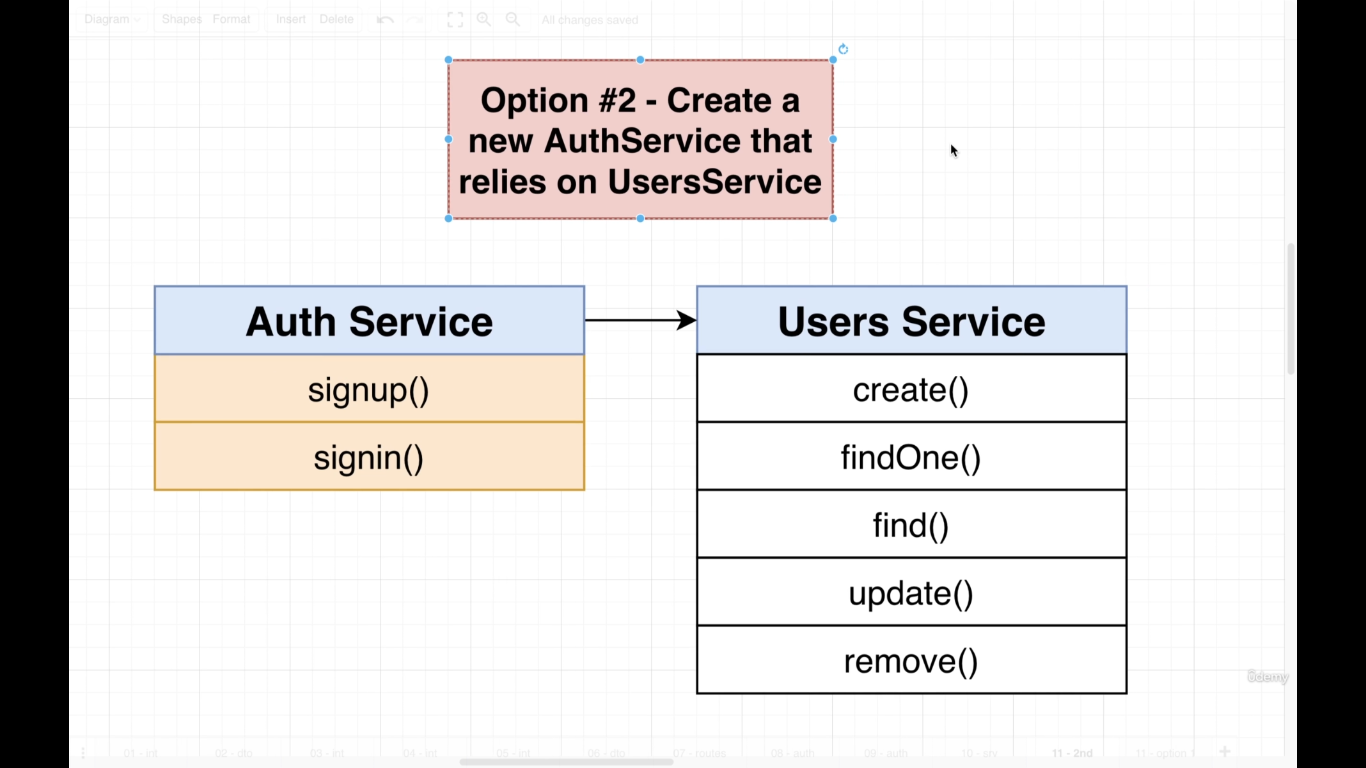 Diagram Shapes Format Insert Delete All changes saved
Option #2 - Create a
new AuthService that
relies on UsersService
Auth Service
signup()
signin()
Users Service
create()
findOne()
find()
update()
remove()
ûdemy
01 - int 02 - dto 03 - int 04 - int 05 - int 06 - dto 07 - routes 08 - auth 09 - auth 10 - srv 11 - 2nd 11 - option 1